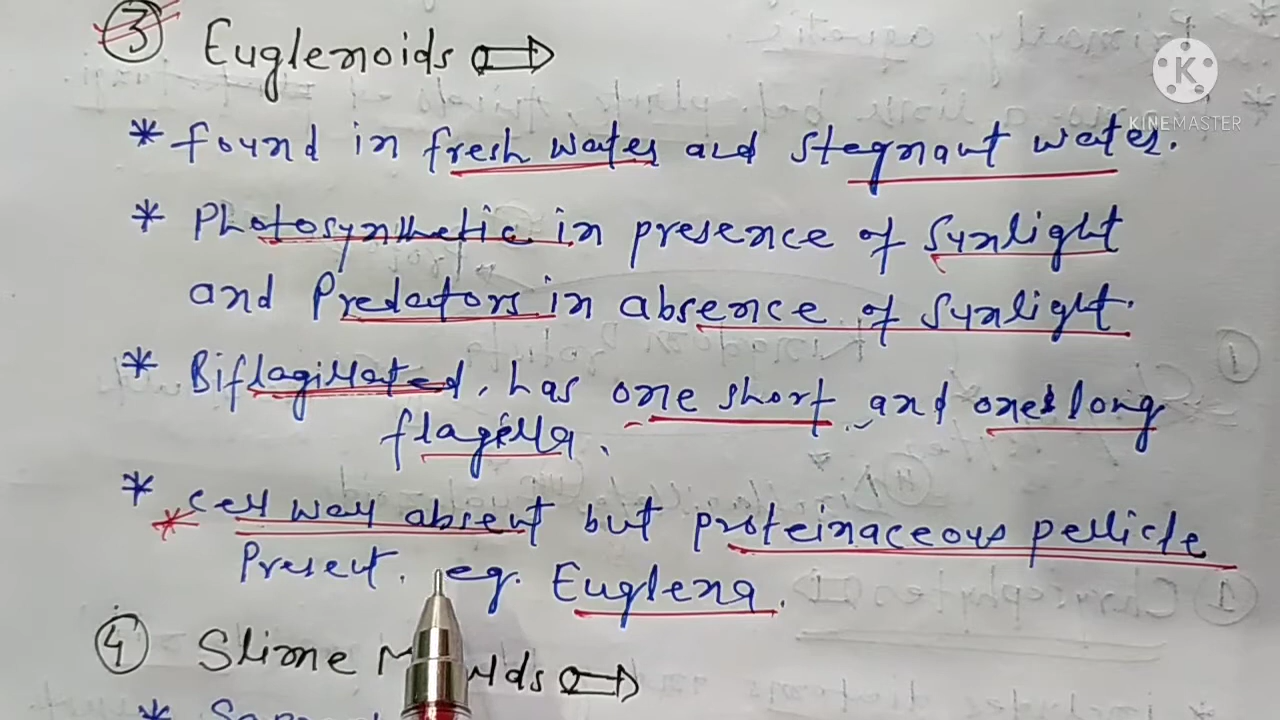 ③ Euglenoids
KINEMASTER
* found in fresh water and stegnant water.
* Photosynthetic in presence of Sunlight
and Predators in absence of Sunlight.
* Biflagillated, has one short and one long
flagella.
* Cell wall absent but proteinaceous pellicle
Present. eg. Euglena.
④ Slime
*